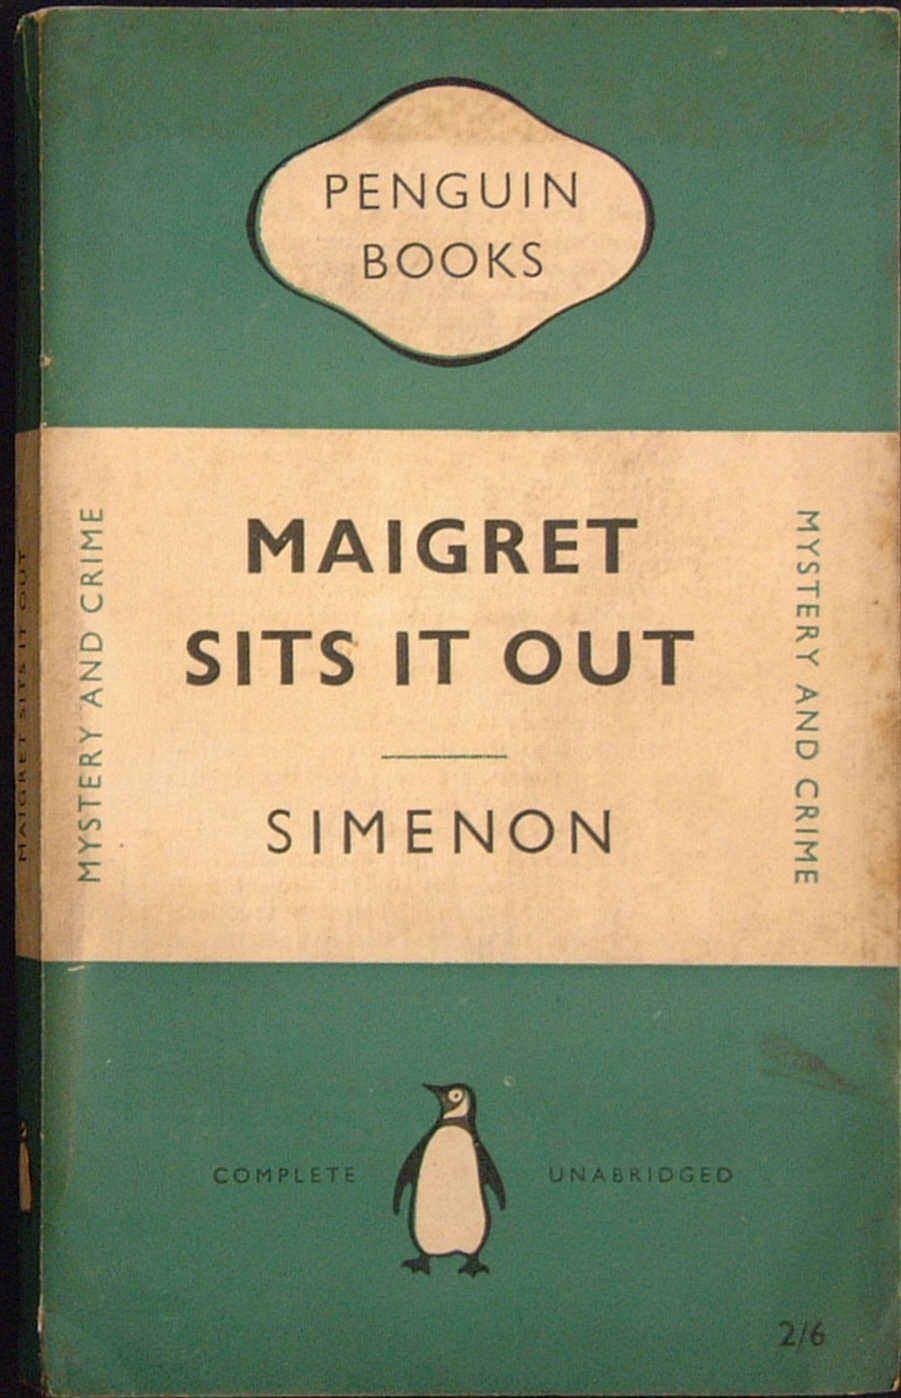 PENGUIN
BOOKS
MYSTERY AND CRIME
MAIGRET
SITS IT OUT
SIMENON
MYSTERY AND CRIME
COMPLETE
UNABRIDGED
2/6
MAIGRET SITS IT OUT